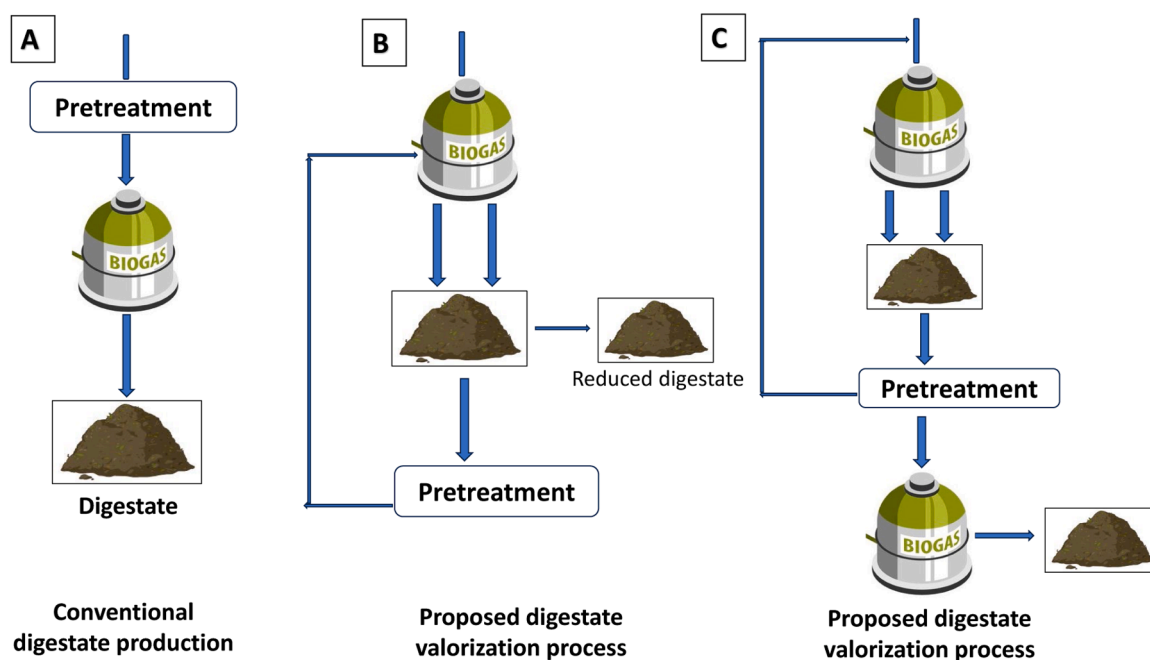 A
Pretreatment
BIOGAS
Digestate
Conventional
digestate production
B
BIOGAS
Reduced digestate
Pretreatment
Proposed digestate
valorization process
C
BIOGAS
Pretreatment
BIOGAS
Proposed digestate
valorization process